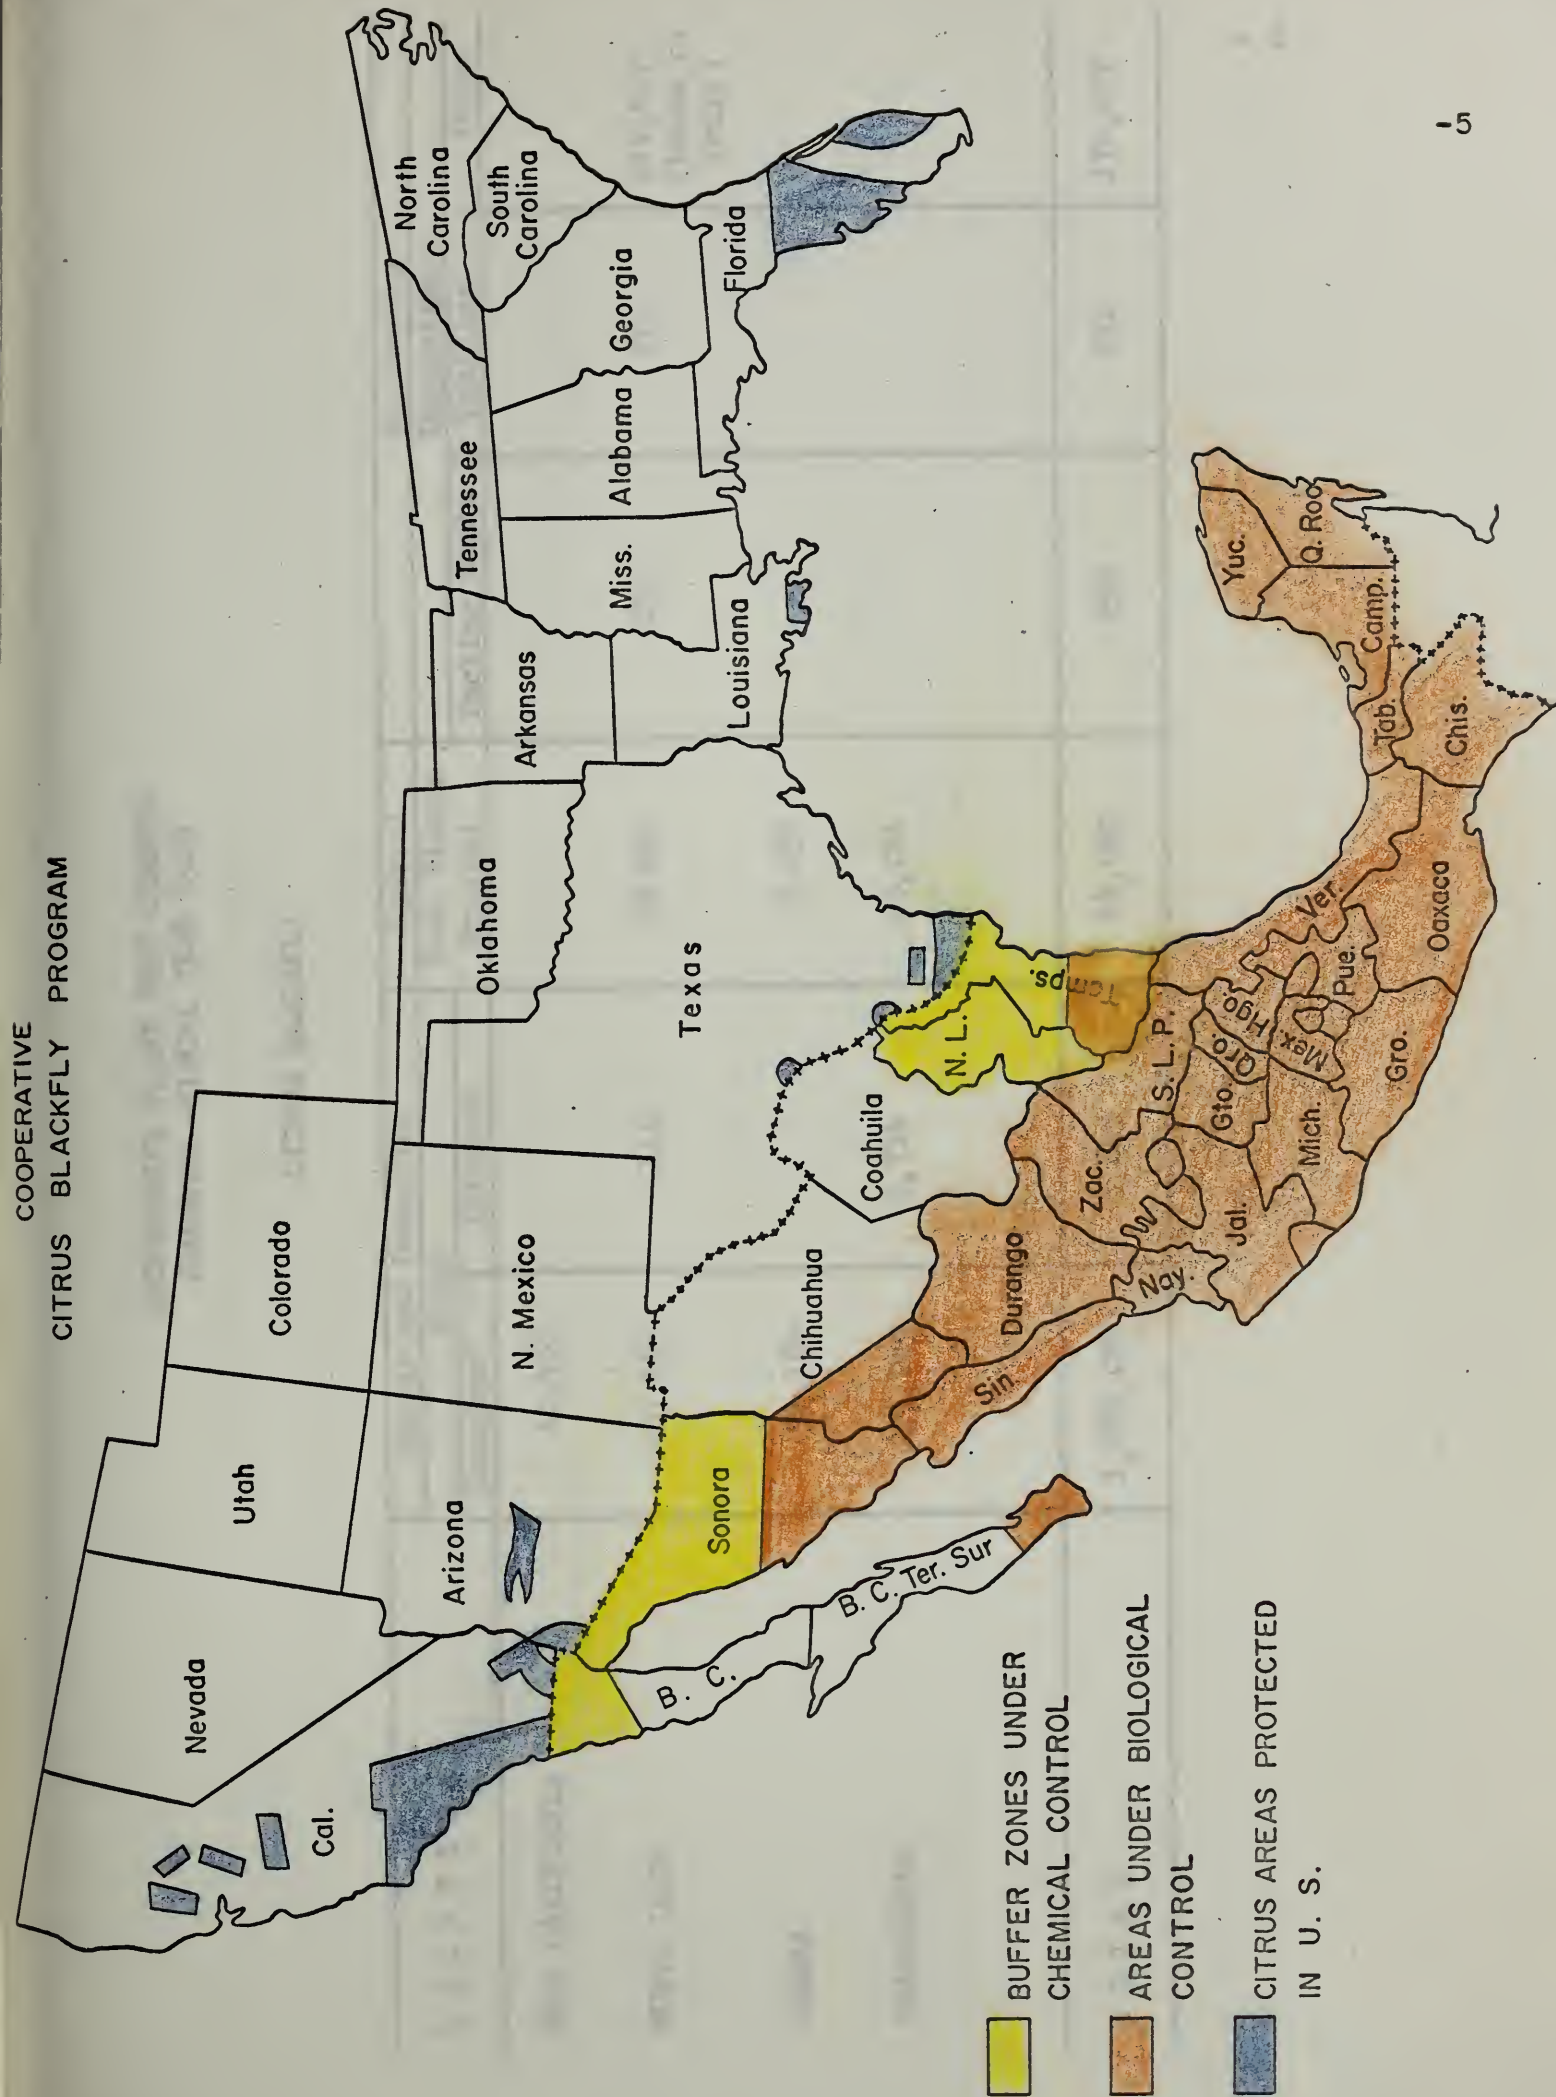 COOPERATIVE
CITRUS BLACKFLY PROGRAM
Nevada
Utah
Colorado
Cal.
Arizona
N. Mexico
Oklahoma
Texas
Arkansas
Louisiana
Tennessee
Miss.
Alabama
Georgia
North
Carolina
South
Carolina
Florida
B. C.
B. C. Ter. Sur
Sonora
Chihuahua
Coahuila
N. L.
Tamps.
Sin.
Durango
Zac.
S. L. P.
Nay.
Jal.
Gto.
Qro.
Hgo.
Mich.
Mex.
Pue.
Ver.
Gro.
Oaxaca
Tab.
Chis.
Camp.
Yuc.
Q. Roo
BUFFER ZONES UNDER
CHEMICAL CONTROL
AREAS UNDER BIOLOGICAL
CONTROL
CITRUS AREAS PROTECTED
IN U. S.
-5